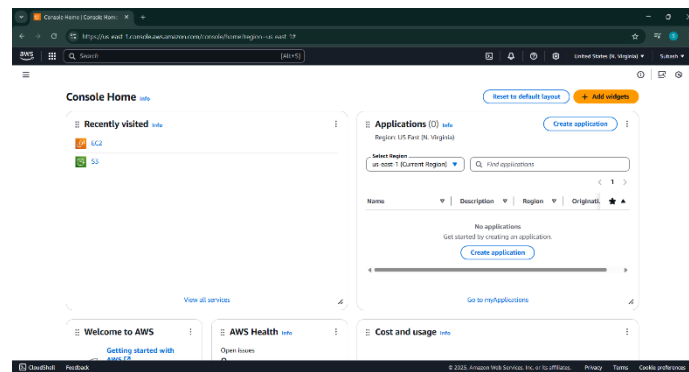 Console Home | Console Home
https://us-east-1.console.aws.amazon.com/console/home?region=us-east-1#
aws Search [Alt+S] United States (N. Virginia) Subash
Console Home Info Reset to default layout + Add widgets
Recently visited Info
EC2
S3
View all services
Applications (0) Info Create application
Region: US East (N. Virginia)
Select Region
us-east-1 (Current Region) Find applications
1
Name Description Region Originati
No applications
Get started by creating an application.
Create application
Go to myApplications
Welcome to AWS
Getting started with
AWS
AWS Health Info
Open issues
Cost and usage Info
CloudShell Feedback © 2025, Amazon Web Services, Inc. or its affiliates. Privacy Terms Cookie preferences